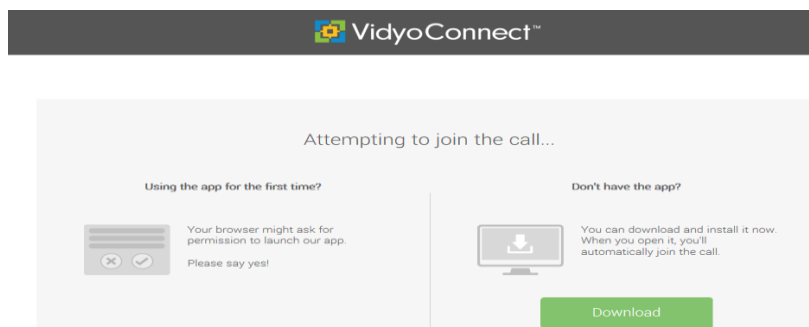 VidyoConnect™
Attempting to join the call...
Using the app for the first time?
Your browser might ask for
permission to launch our app.
Please say yes!
Don't have the app?
You can download and install it now.
When you open it, you'll
automatically join the call.
Download